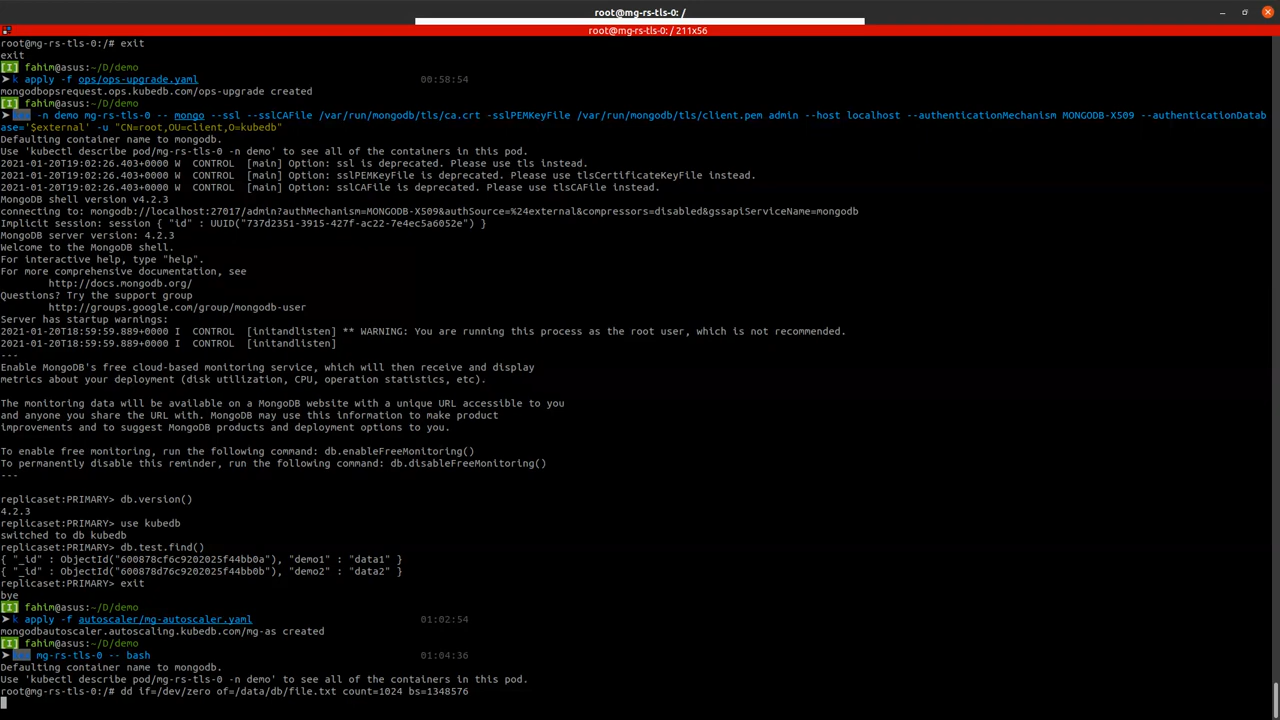 root@mg-rs-tls-0: /
root@mg-rs-tls-0: / 211x56
root@mg-rs-tls-0:/# exit
exit
[I] fahim@asus:~/D/demo
➤ k apply -f ops/ops-upgrade.yaml 00:58:54
mongodbopsrequest.ops.kubedb.com/ops-upgrade created
[I] fahim@asus:~/D/demo
➤ -n demo mg-rs-tls-0 -- mongo --ssl --sslCAFile /var/run/mongodb/tls/ca.crt -sslPEMKeyFile /var/run/mongodb/tls/client.pem admin --host localhost --authenticationMechanism MONGODB-X509 --authenticationDatab
ase='$external' -u "CN=root,OU=client,O=kubedb"
Defaulting container name to mongodb.
Use 'kubectl describe pod/mg-rs-tls-0 -n demo' to see all of the containers in this pod.
2021-01-20T19:02:26.403+0000 W  CONTROL  [main] Option: ssl is deprecated. Please use tls instead.
2021-01-20T19:02:26.403+0000 W  CONTROL  [main] Option: sslPEMKeyFile is deprecated. Please use tlsCertificateKeyFile instead.
2021-01-20T19:02:26.403+0000 W  CONTROL  [main] Option: sslCAFile is deprecated. Please use tlsCAFile instead.
MongoDB shell version v4.2.3
connecting to: mongodb://localhost:27017/admin?authMechanism=MONGODB-X509&authSource=%24external&compressors=disabled&gssapiServiceName=mongodb
Implicit session: session { "id" : UUID("737d2351-3915-427f-ac22-7e4ec5a6052e") }
MongoDB server version: 4.2.3
Welcome to the MongoDB shell.
For interactive help, type "help".
For more comprehensive documentation, see
http://docs.mongodb.org/
Questions? Try the support group
http://groups.google.com/group/mongodb-user
Server has startup warnings:
2021-01-20T18:59:59.889+0000 I  CONTROL  [initandlisten] ** WARNING: You are running this process as the root user, which is not recommended.
2021-01-20T18:59:59.889+0000 I  CONTROL  [initandlisten]
---
Enable MongoDB's free cloud-based monitoring service, which will then receive and display
metrics about your deployment (disk utilization, CPU, operation statistics, etc).
The monitoring data will be available on a MongoDB website with a unique URL accessible to you
and anyone you share the URL with. MongoDB may use this information to make product
improvements and to suggest MongoDB products and deployment options to you.
To enable free monitoring, run the following command: db.enableFreeMonitoring()
To permanently disable this reminder, run the following command: db.disableFreeMonitoring()
---
replicaset:PRIMARY> db.version()
4.2.3
replicaset:PRIMARY> use kubedb
switched to db kubedb
replicaset:PRIMARY> db.test.find()
{ "_id" : ObjectId("600878cf6c9202025f44bb0a"), "demo1" : "data1" }
{ "_id" : ObjectId("600878d76c9202025f44bb0b"), "demo2" : "data2" }
replicaset:PRIMARY> exit
bye
[I] fahim@asus:~/D/demo
➤ k apply -f autoscaler/mg-autoscaler.yaml 01:02:54
mongodbautoscaler.autoscaling.kubedb.com/mg-as created
[I] fahim@asus:~/D/demo
➤ mg-rs-tls-0 -- bash 01:04:36
Defaulting container name to mongodb.
Use 'kubectl describe pod/mg-rs-tls-0 -n demo' to see all of the containers in this pod.
root@mg-rs-tls-0:/# dd if=/dev/zero of=/data/db/file.txt count=1024 bs=1348576